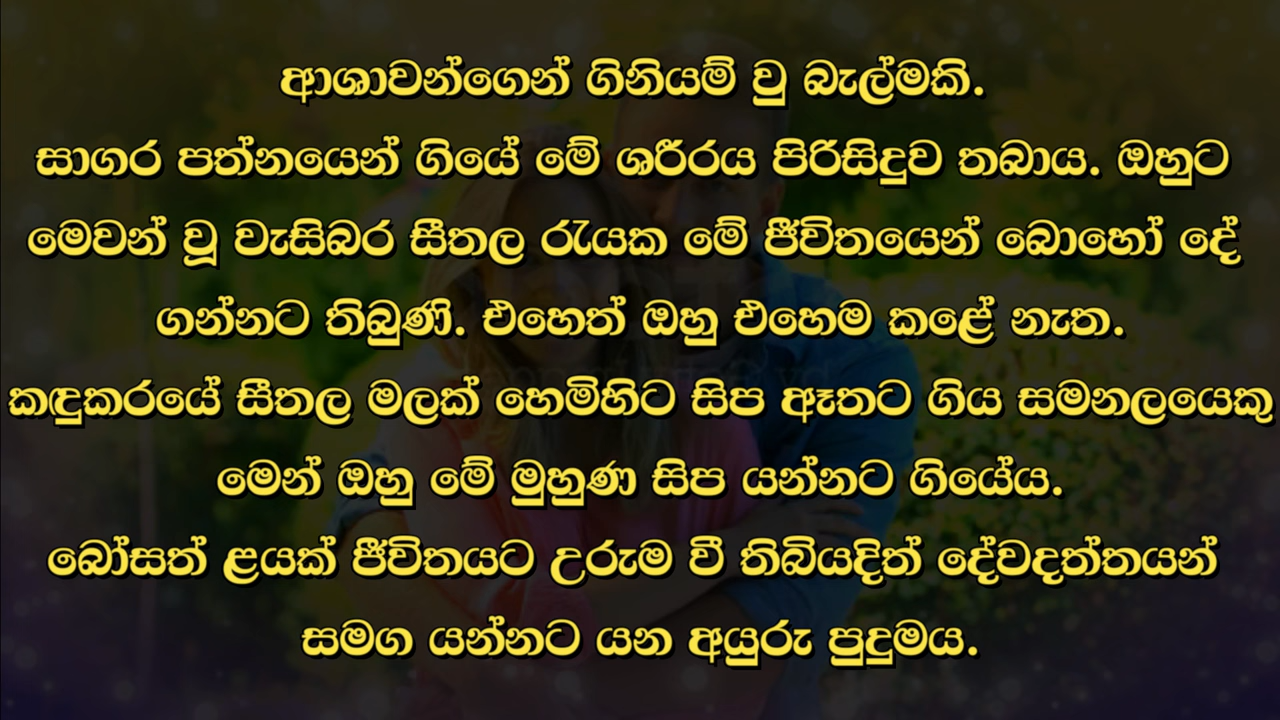 ආශාවන්ගෙන් ගිනියම් වු බැල්මකි.
සාගර පත්නයෙන් ගියේ මේ ශරීරය පිරිසිදුව තබාය. ඔහුට
මෙවන් වූ වැසිබර සීතල රැයක මේ ජීවිතයෙන් බොහෝ දේ
ගන්නට තිබුණි. එහෙත් ඔහු එහෙම කළේ නැත.
කඳුකරයේ සීතල මලක් හෙමිහිට සිප ඈතට ගිය සමනලයෙකු
මෙන් ඔහු මේ මුහුණ සිප යන්නට ගියේය.
බෝසත් ළයක් ජීවිතයට උරුම වී තිබියදිත් දේවදත්තයන්
සමග යන්නට යන අයුරු පුදුමය.